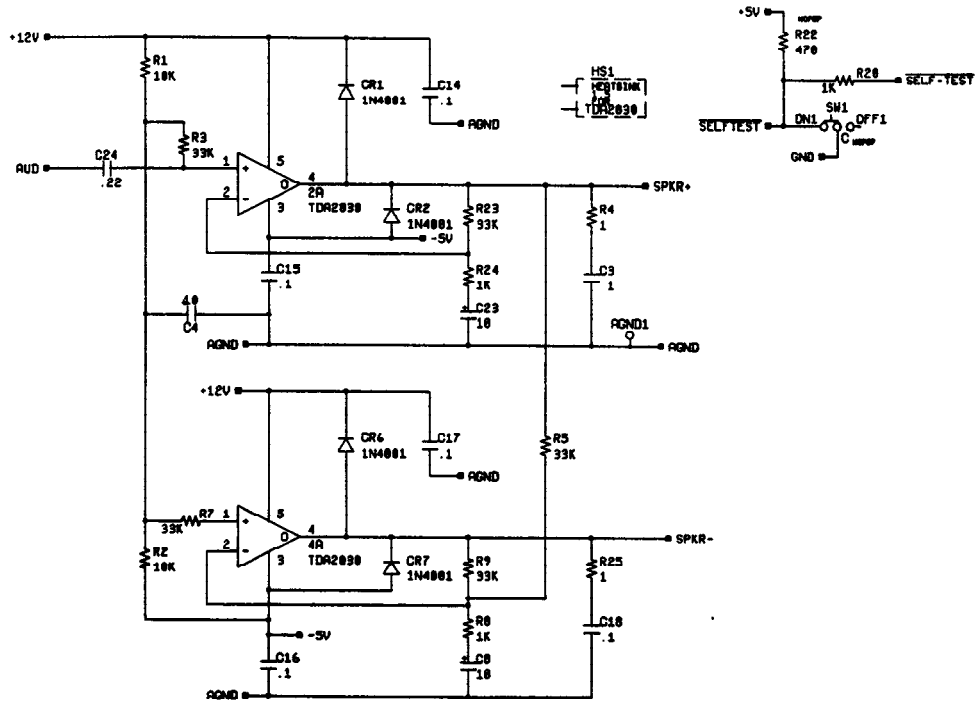 +12V
R1
10K
R3
33K
AUD
C24
.22
1
2
5
O
4
2A
TDA2030
3
CR1
1N4001
C14
.1
AGND
HS1
HEATSINK
FOR
TDA2030
+5V
NOPOP
R22
470
R20
1K
SELF-TEST
SELFTEST
ON1
SW1
OFF1
C
NOPOP
GND
CR2
1N4001
-5V
R23
33K
R24
1K
+
C23
10
R4
1
C3
.1
SPKR+
C15
.1
10
C4
AGND
AGND1
AGND
+12V
CR6
1N4001
C17
.1
AGND
R5
33K
R7
33K
1
2
5
O
4
4A
TDA2030
3
R2
10K
CR7
1N4001
R9
33K
R25
1
SPKR-
-5V
C16
.1
R8
1K
+
C8
10
C18
.1
AGND